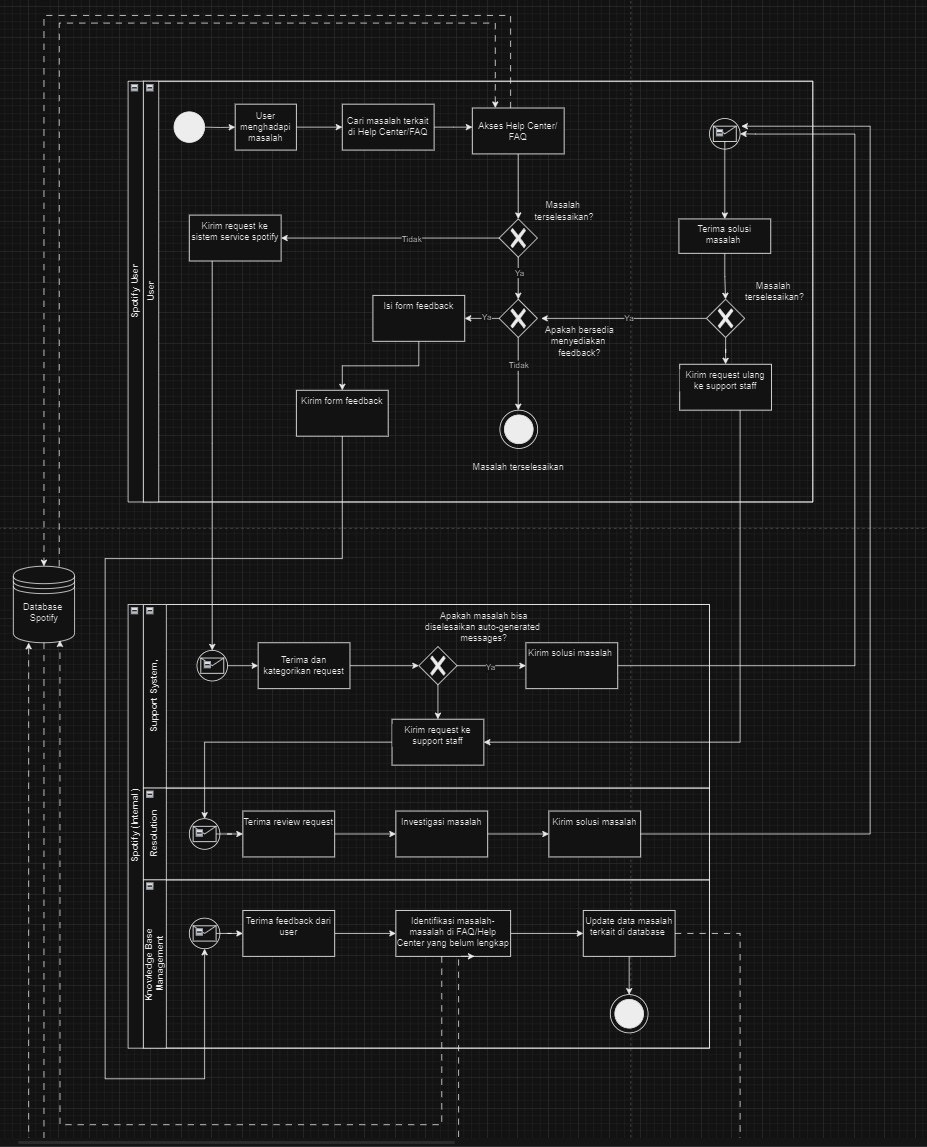 Spotify User
User
User
menghadapi
masalah
Cari masalah terkait
di Help Center/FAQ
Akses Help Center/
FAQ
Masalah
terselesaikan?
Tidak
Kirim request ke
sistem service spotify
Ya
Terima solusi
masalah
Masalah
terselesaikan?
Ya
Apakah bersedia
menyediakan
feedback?
Ya
Isi form feedback
Tidak
Kirim form feedback
Kirim request ulang
ke support staff
Masalah terselesaikan
Database
Spotify
Spotify (Internal)
Support System,
Apakah masalah bisa
diselesaikan auto-generated
messages?
Terima dan
kategorikan request
Ya
Kirim solusi masalah
Kirim request ke
support staff
Resolution
Terima review request
Investigasi masalah
Kirim solusi masalah
Knowledge Base
Management
Terima feedback dari
user
Identifikasi masalah-
masalah di FAQ/Help
Center yang belum lengkap
Update data masalah
terkait di database